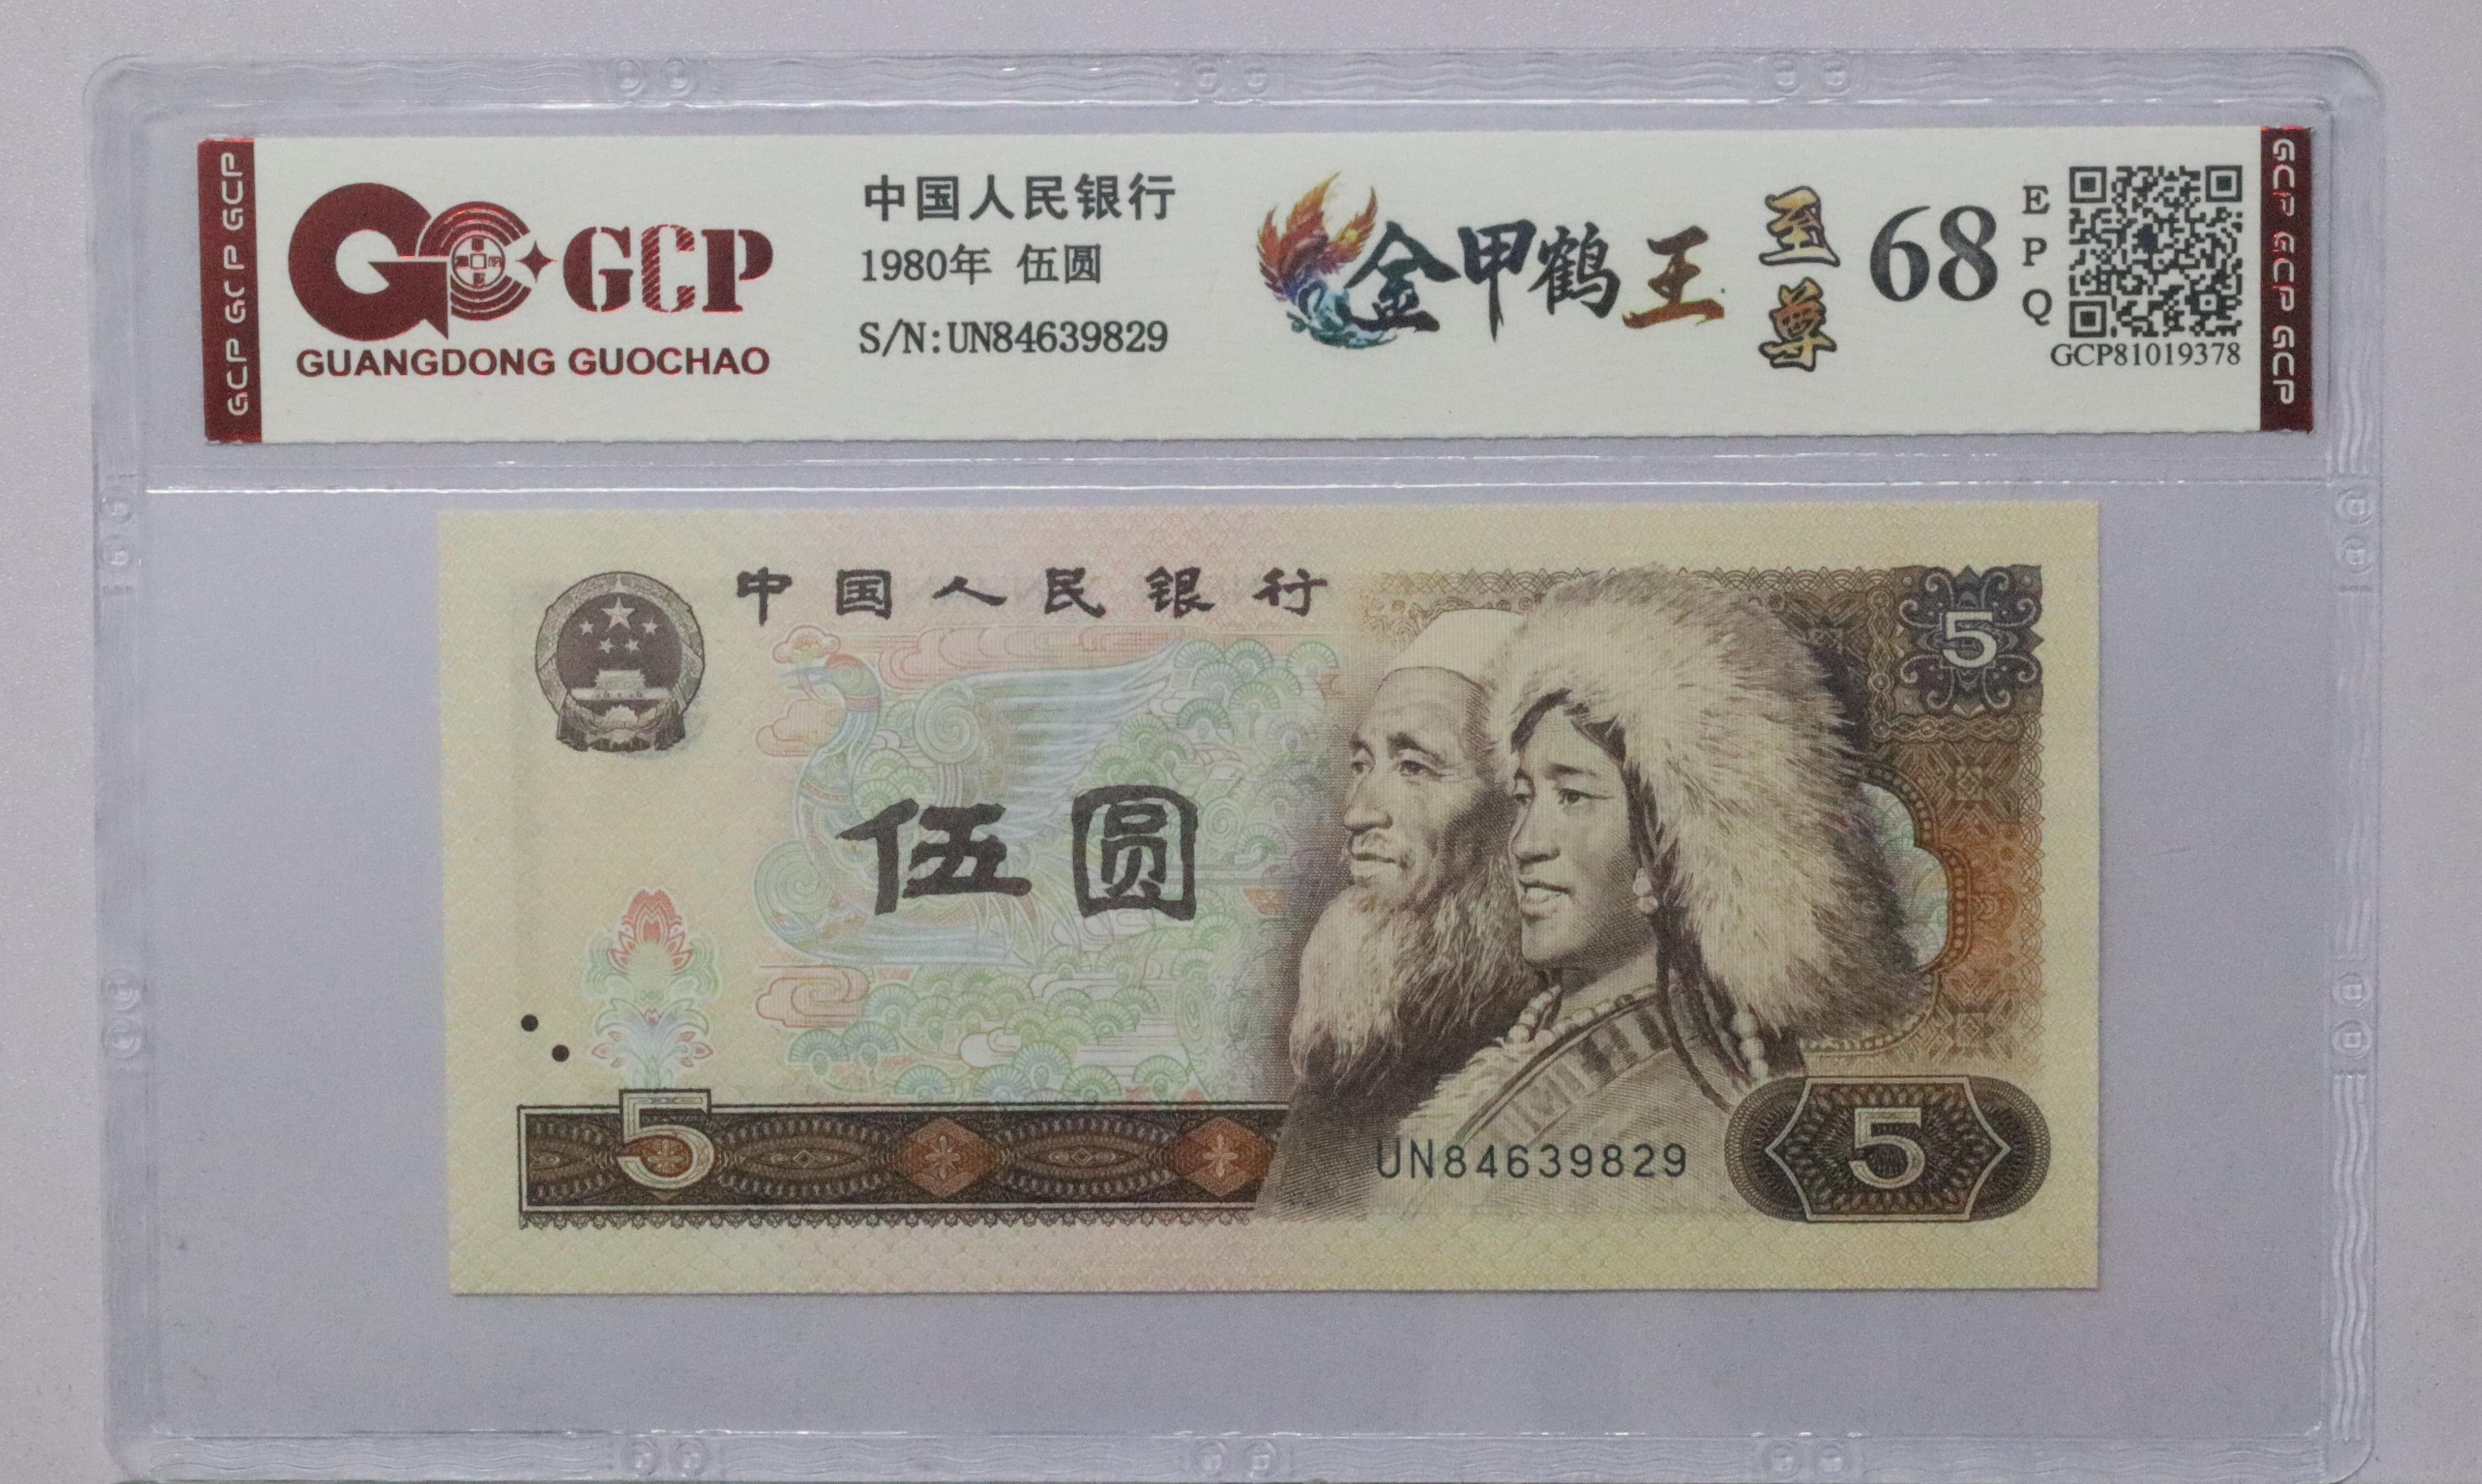 GCP GCP GCP
GCP
GUANGDONG GUOCHAO
中国人民银行
1980年 伍圆
S/N:UN84639829
金甲鹤王
至尊
68
EPQ
GCP81019378
GCP GCP GCP
中国人民银行
5
伍圆
5
UN84639829
5